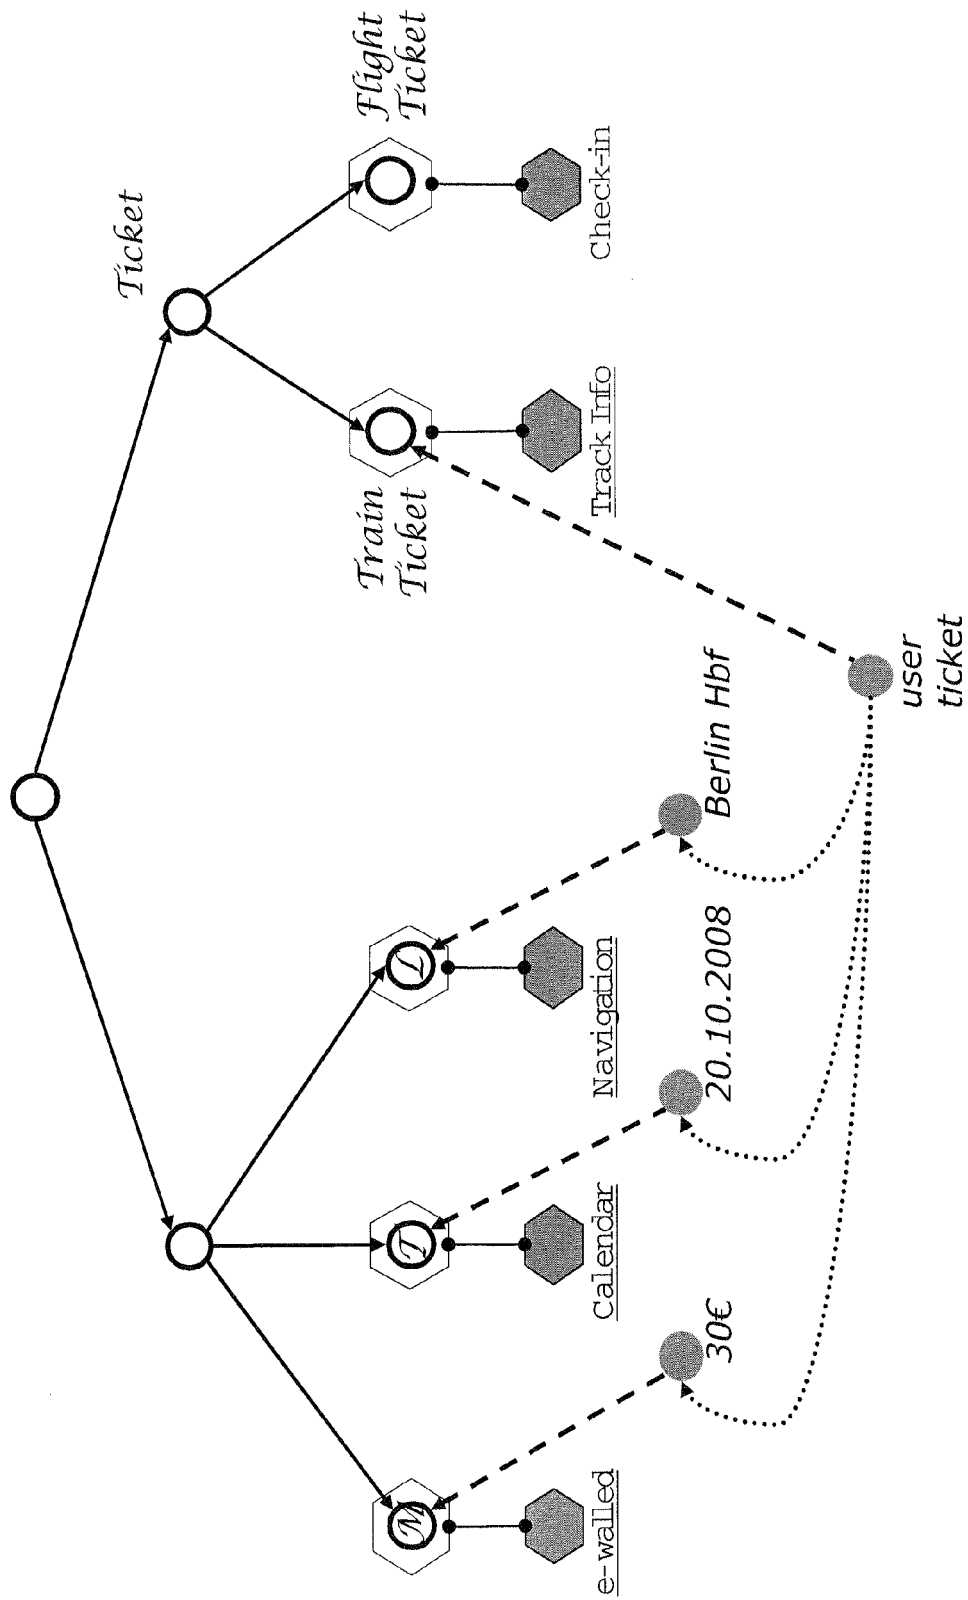 Ticket
Flight
Ticket
Train
Ticket
M
T
L
e-walled
Calendar
Navigation
Track Info
Check-in
30€
20.10.2008
Berlin Hbf
user
ticket